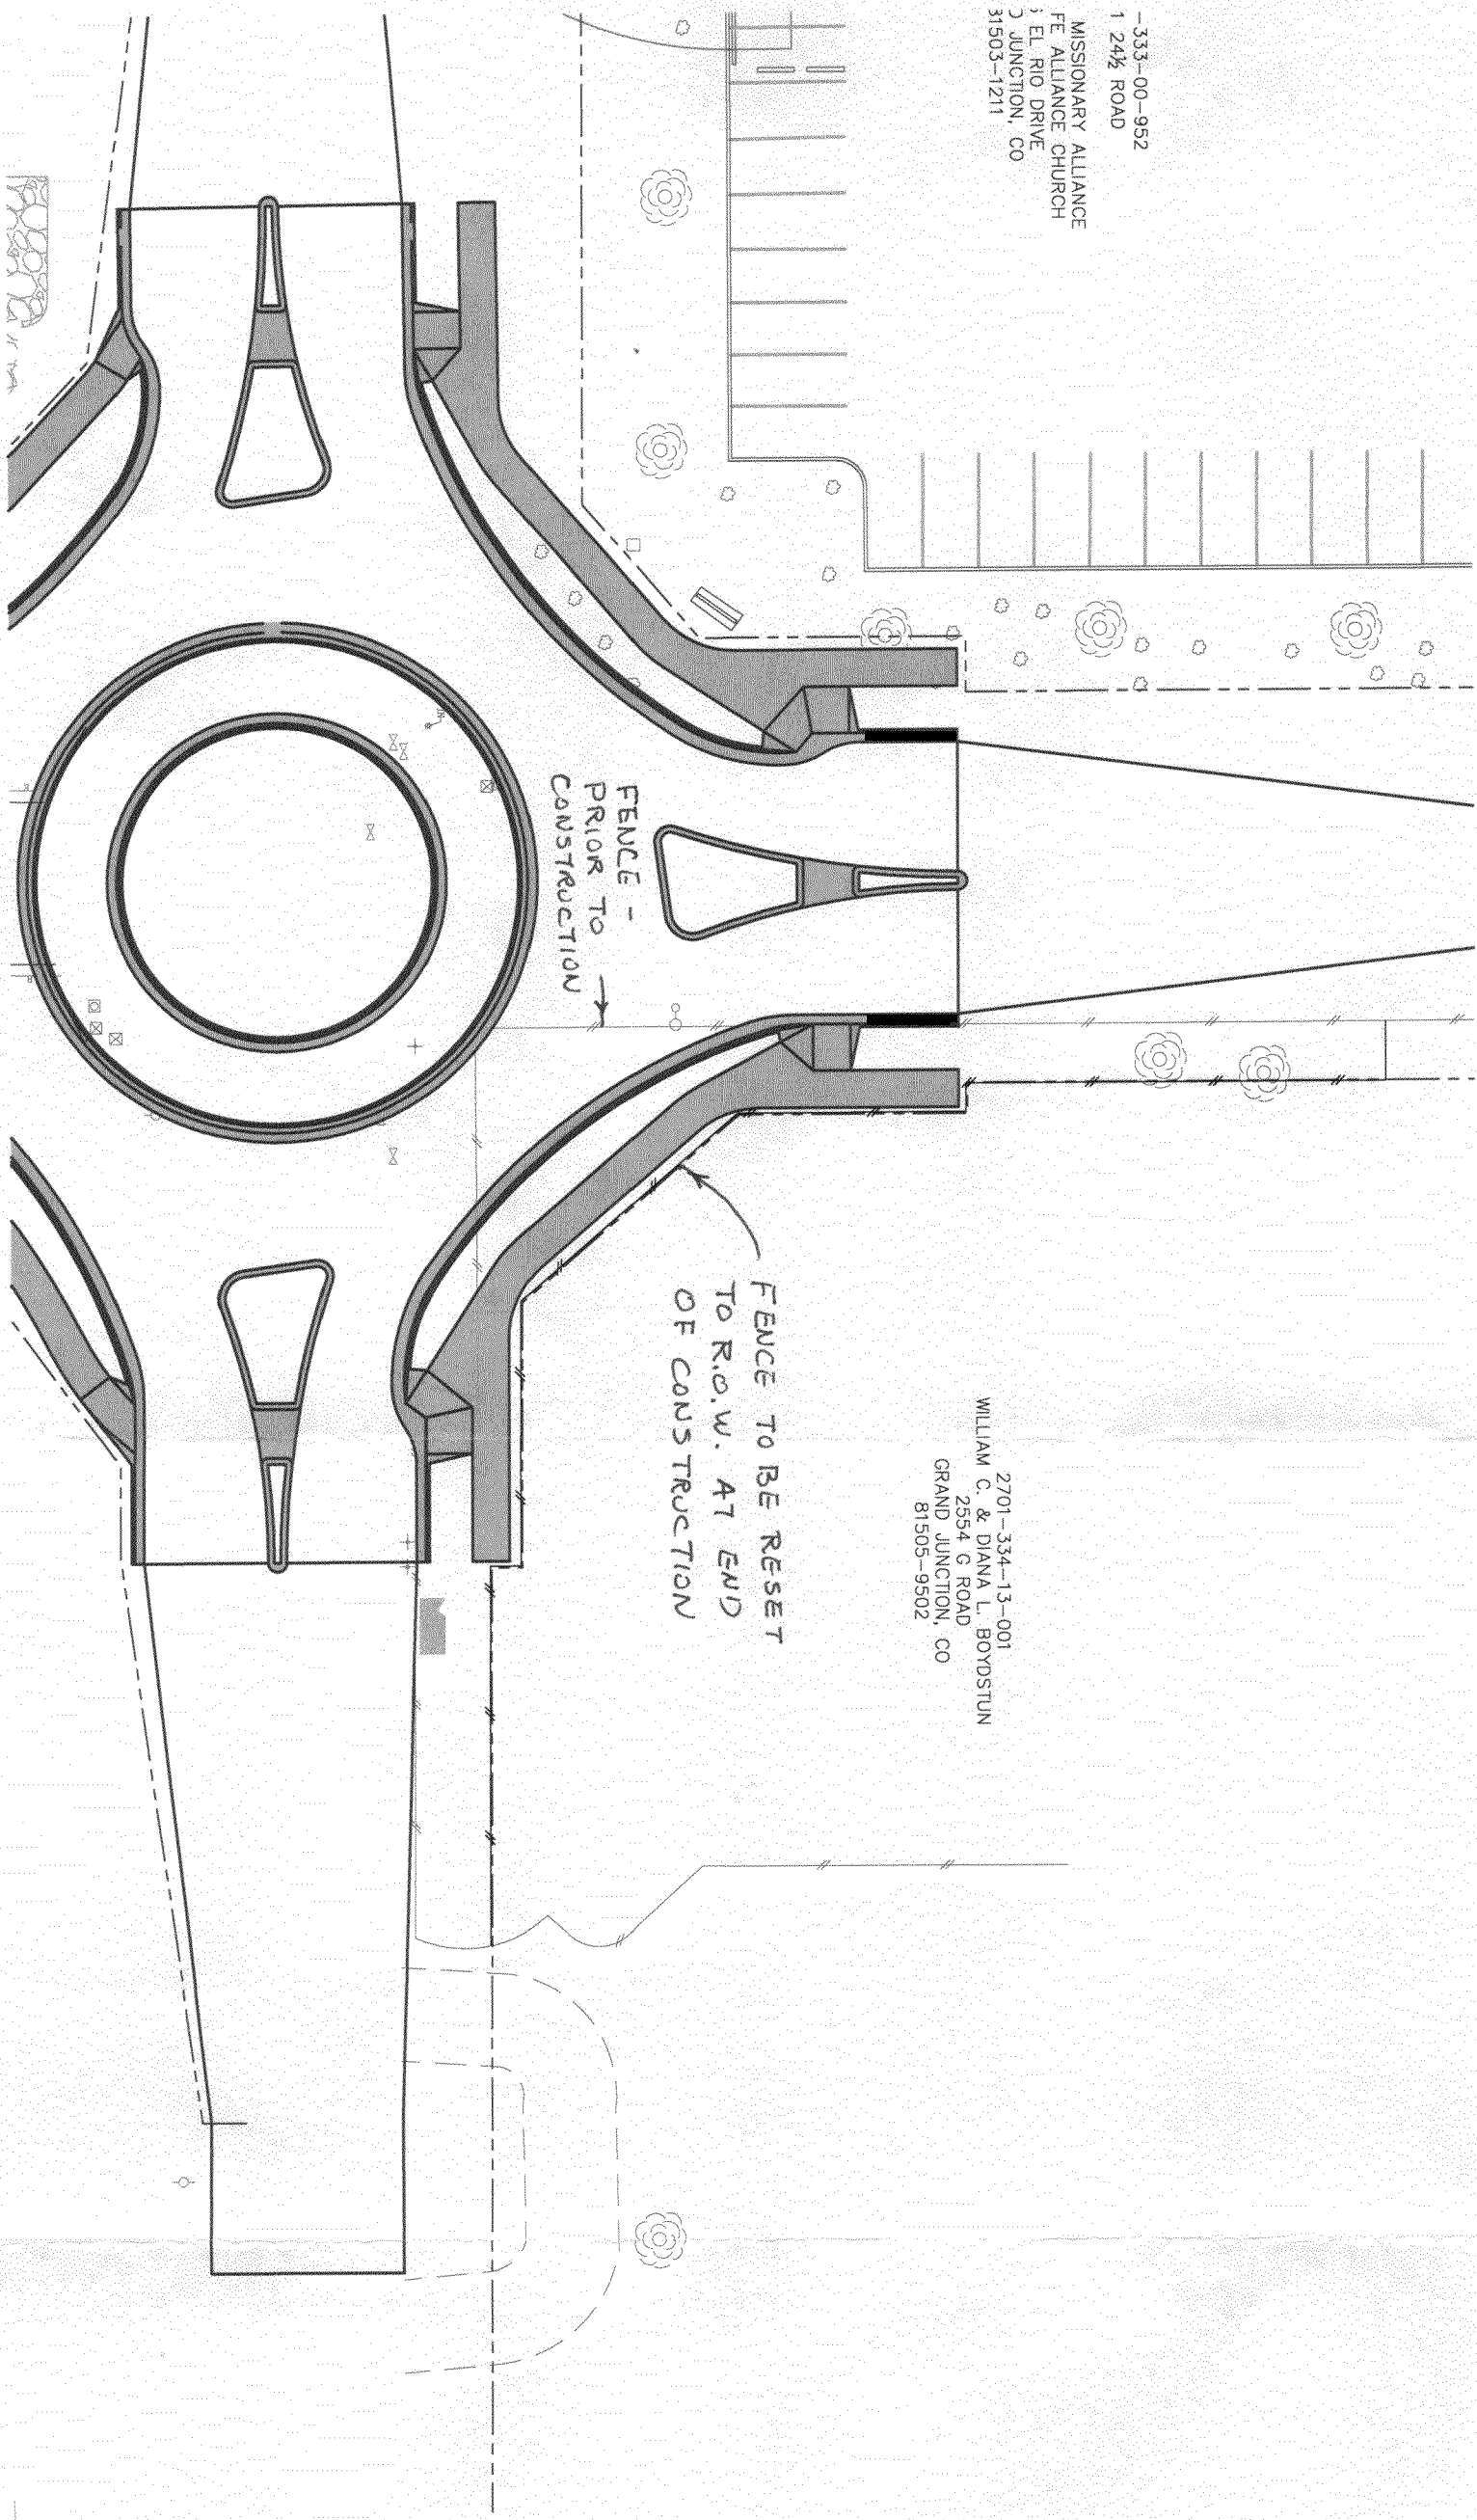 -333-00-952
1 24½ ROAD
MISSIONARY ALLIANCE
FE ALLIANCE CHURCH
EL RIO DRIVE
JUNCTION, CO
81503-1211
FENCE -
PRIOR TO
CONSTRUCTION
FENCE TO BE RESET
TO R.O.W. AT END
OF CONSTRUCTION
2701-334-13-001
WILLIAM C. & DIANA L. BOYDSTUN
2554 G ROAD
GRAND JUNCTION, CO
81505-9502